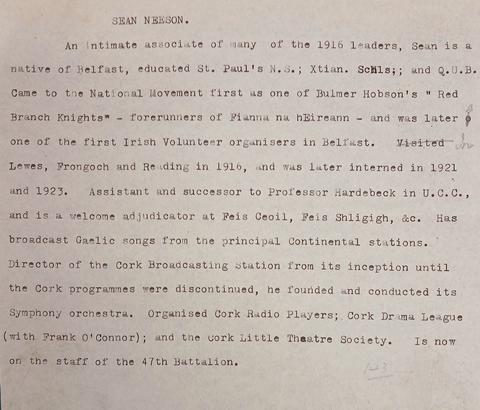 SEAN NEESON.
An intimate associate of many of the 1916 leaders, Sean is a
native of Belfast, educated St. Paul's N.S.; Xtian. Schls;; and Q.U.B.
Came to the National Movement first as one of Bulmer Hobson's " Red
Branch Knights" - forerunners of Fianna na hEireann - and was later
one of the first Irish Volunteer organisers in Belfast. Visited In
Lewes, Frongoch and Reading in 1916, and was later interned in 1921
and 1923. Assistant and successor to Professor Hardebeck in U.C.C.,
and is a welcome adjudicator at Feis Ceoil, Feis Shligigh, &c. Has
broadcast Gaelic songs from the principal Continental stations.
Director of the Cork Broadcasting Station from its inception until
the Cork programmes were discontinued, he founded and conducted its
Symphony orchestra. Organised Cork Radio Players; Cork Drama League
(with Frank O'Connor); and the Cork Little Theatre Society. Is now
on the staff of the 47th Battalion.